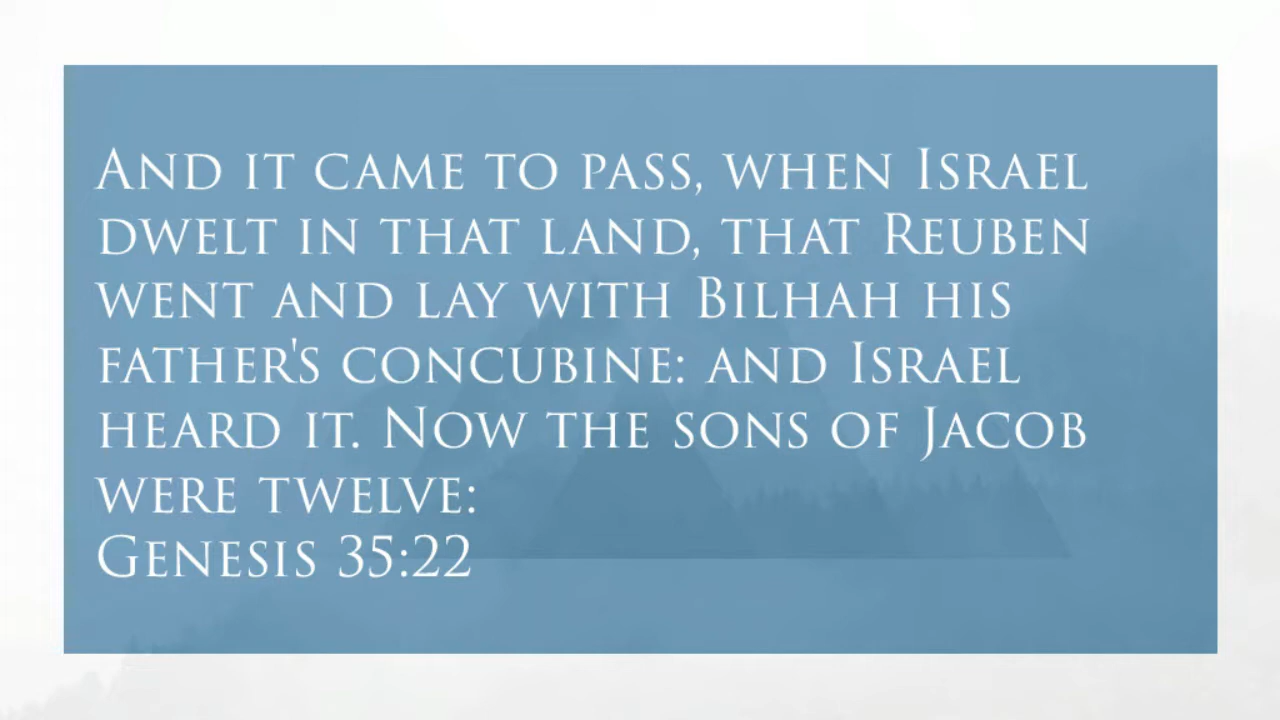 And it came to pass, when Israel
dwelt in that land, that Reuben
went and lay with Bilhah his
father's concubine: and Israel
heard it. Now the sons of Jacob
were twelve:
Genesis 35:22